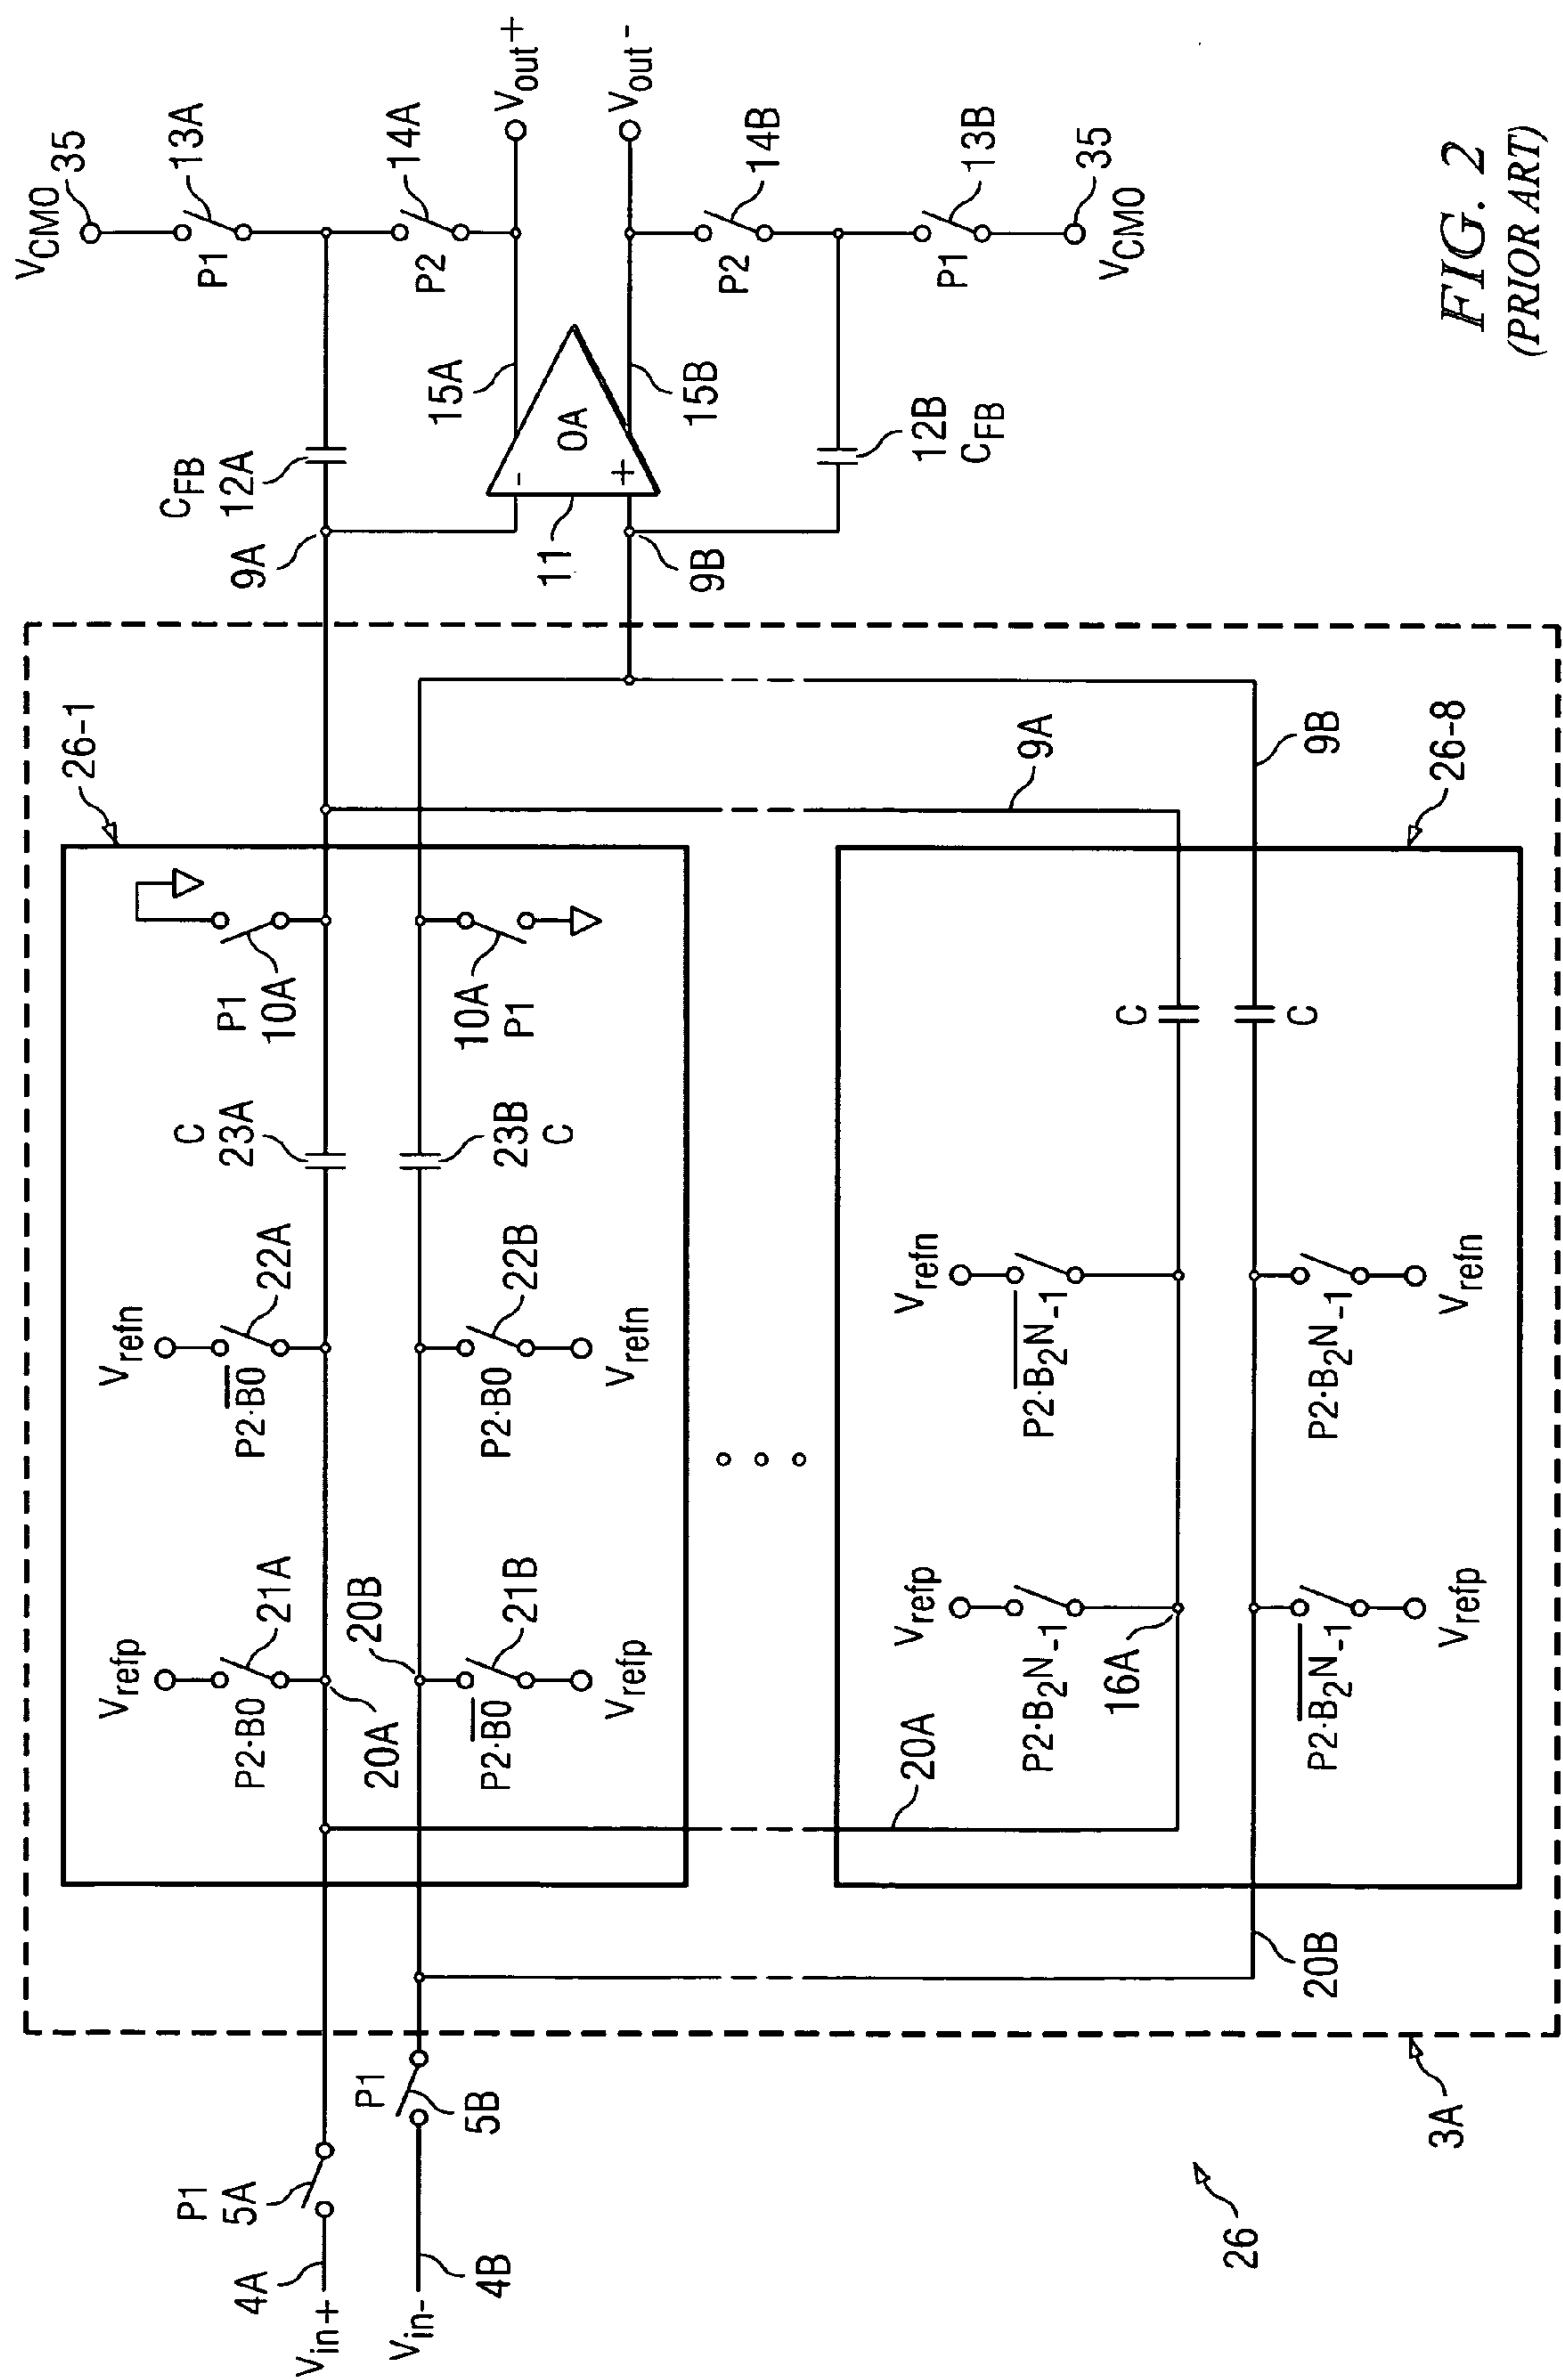 Vin+
4A
P1
5A
Vin-
4B
P1
5B
26
3A
26-1
Vrefp
P2·B0
21A
20A
20B
P2·B̅0̅
21B
Vrefp
Vrefn
P2·B̅0̅
22A
P2·B0
22B
Vrefn
C
23A
23B
C
P1
10A
10A
P1
20A
20B
Vrefp
P2·B2N-1
16A
P2·B2N-1
Vrefp
Vrefn
P2·B2N-1
P2·B2N-1
Vrefn
C
C
9A
9B
26-8
9A
CFB
12A
11
9B
-
+
OA
15A
15B
12B
CFB
VCMO
35
P1
13A
P2
14A
Vout+
Vout-
P2
14B
P1
13B
35
VCMO
FIG. 2
(PRIOR ART)